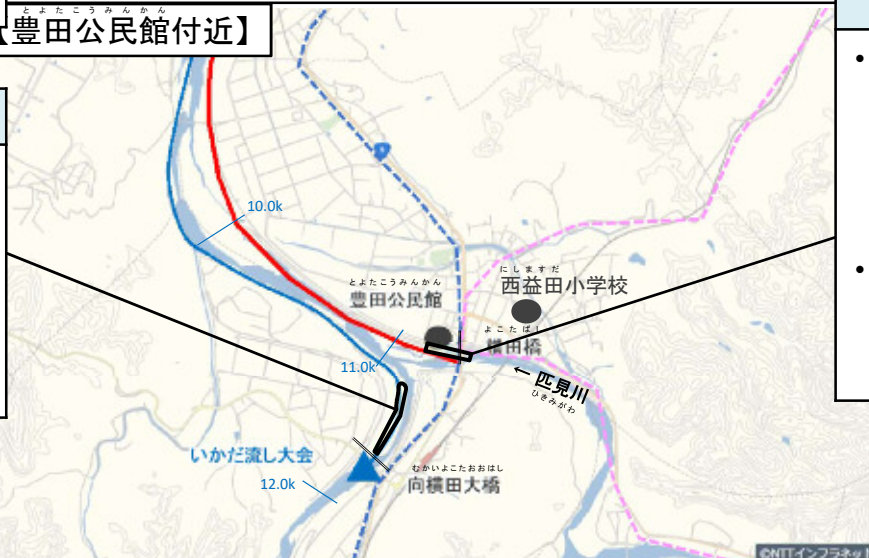 とよたこうみんかん
【豊田公民館付近】
10.0k
にしますだ
西益田小学校
とよたこうみんかん
豊田公民館
よこたばし
横田橋
11.0k
← 匹見川
ひきみがわ
いかだ流し大会
むかいよこたおおはし
向横田大橋
12.0k
©NTTインフラネット